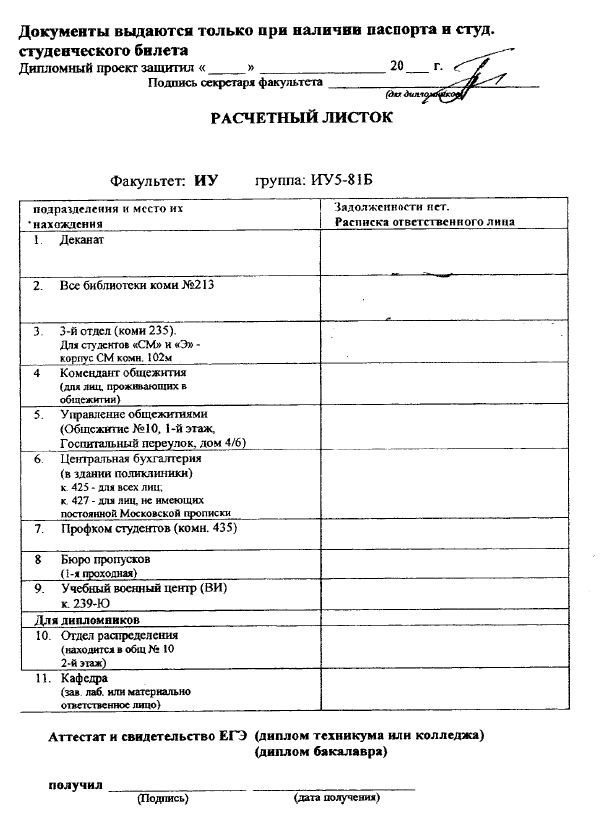 Документы выдаются только при наличии паспорта и студ.
студенческого билета
Дипломный проект защитил « _____ » ________________ 20 ___ г.
Подпись секретаря факультета ________________
(для дипломников)
РАСЧЕТНЫЙ ЛИСТОК
Факультет: ИУ группа: ИУ5-81Б
подразделения и место их
нахождения
Задолженности нет.
Расписка ответственного лица
1. Деканат
2. Все библиотеки комн №213
3. 3-й отдел (комн 235).
Для студентов «СМ» и «Э» -
корпус СМ комн. 102м
4 Комендант общежития
(для лиц, проживающих в
общежитии)
5. Управление общежитиями
(Общежитие №10, 1-й этаж,
Госпитальный переулок, дом 4/6)
6. Центральная бухгалтерия
(в здании поликлиники)
к. 425 - для всех лиц;
к. 427 - для лиц, не имеющих
постоянной Московской прописки
7. Профком студентов (комн. 435)
8 Бюро пропусков
(1-я проходная)
9. Учебный военный центр (ВИ)
к. 239-Ю
Для дипломников
10. Отдел распределения
(находится в общ № 10
2-й этаж)
11. Кафедра
(зав. лаб. или материально
ответственное лицо)
Аттестат и свидетельство ЕГЭ (диплом техникума или колледжа)
(диплом бакалавра)
получил ________________ ________________
(Подпись) (дата получения)